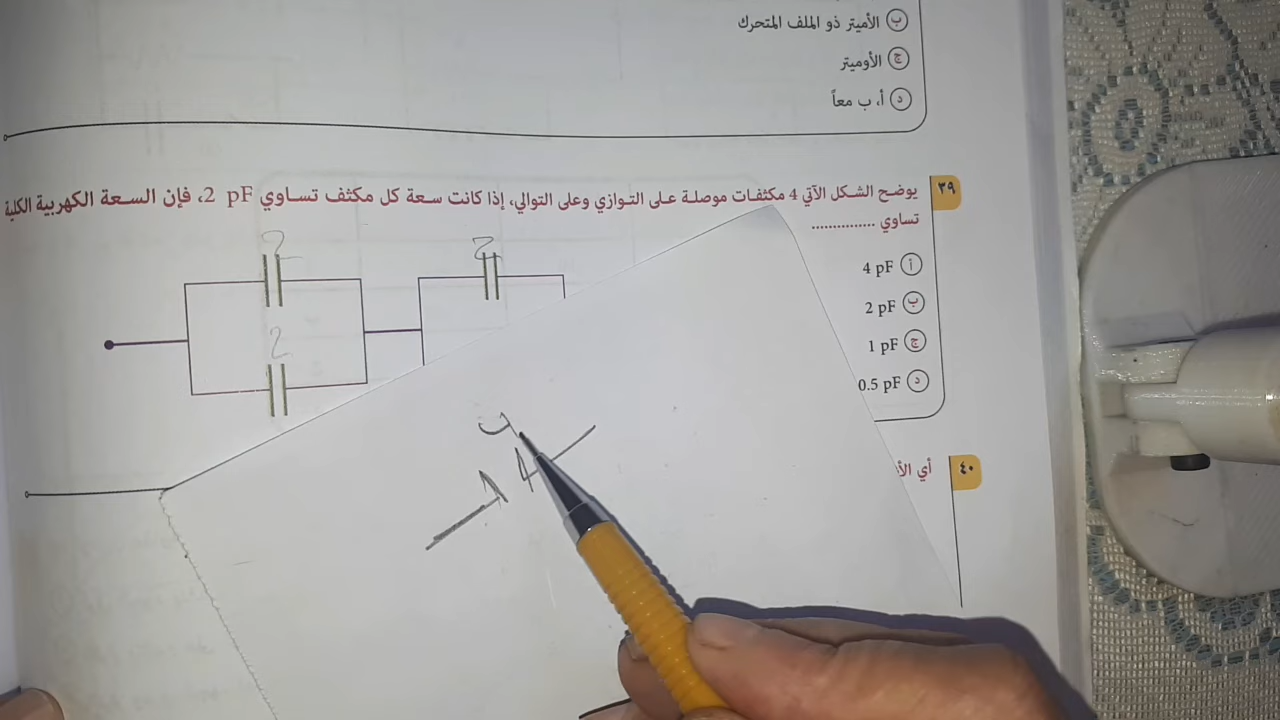 ب الأميتر ذو الملف المتحرك
ج الأوميتر
د أ، ب معاً
٣٩ يوضح الشكل الآتي 4 مكثفات موصلة على التوازي وعلى التوالي، إذا كانت سعة كل مكثف تساوي 2 pF، فإن السعة الكهربية الكلية
تساوي ...............
أ 4 pF
ب 2 pF
ج 1 pF
د 0.5 pF
2
2
2
٤٠ أي